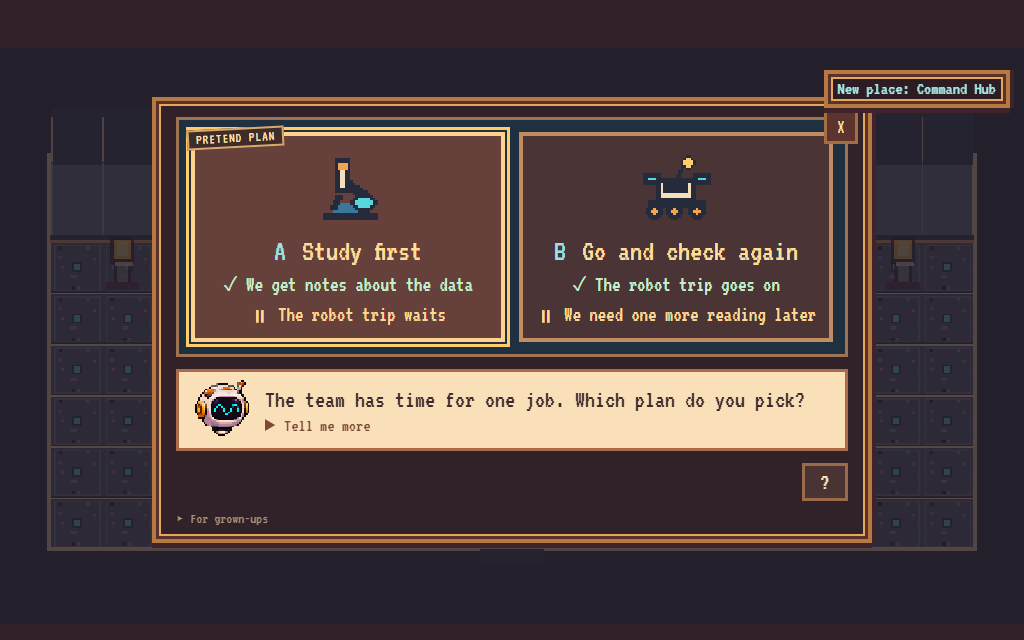 New place: Command Hub
X
PRETEND PLAN
A Study first
✓ We get notes about the data
The robot trip waits
B Go and check again
✓ The robot trip goes on
We need one more reading later
The team has time for one job. Which plan do you pick?
▶ Tell me more
?
▶ For grown-ups